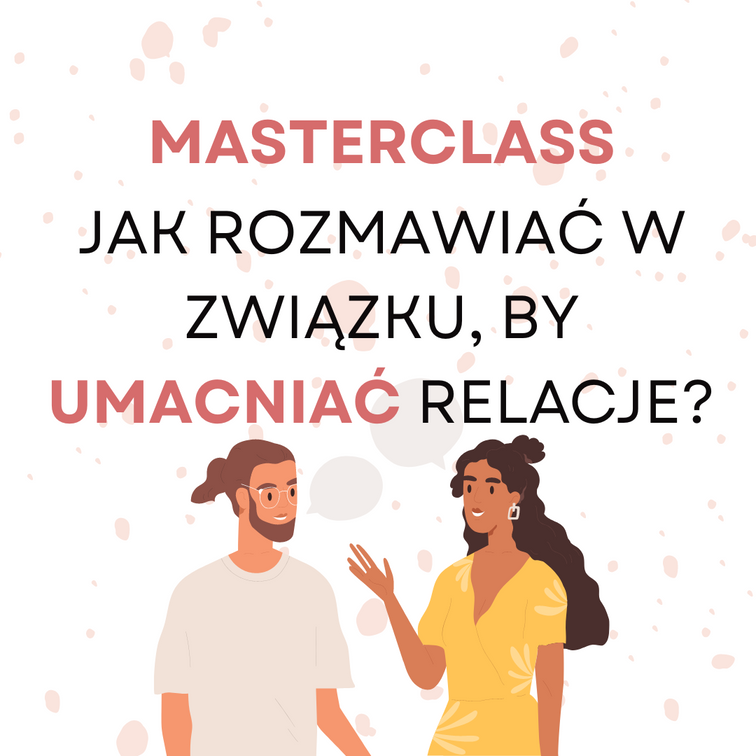 MASTERCLASS
JAK ROZMAWIAĆ W
ZWIĄZKU, BY
UMACNIAĆ RELACJE?